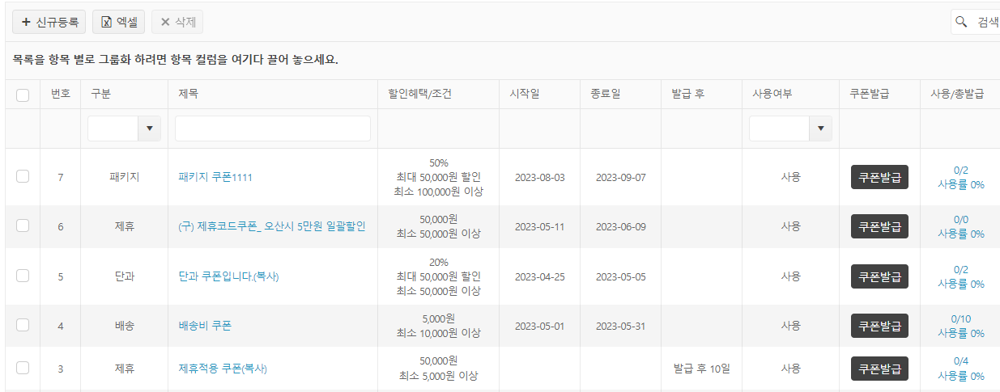 신규등록 엑셀 삭제 검색
목록을 항목 별로 그룹화 하려면 항목 컬럼을 여기다 끌어 놓으세요.
번호 구분 제목 할인혜택/조건 시작일 종료일 발급 후 사용여부 쿠폰발급 사용/총발급
7 패키지 패키지 쿠폰1111 50% 최대 50,000원 할인 최소 100,000원 이상 2023-08-03 2023-09-07 사용 쿠폰발급 0/2 사용률 0%
6 제휴 (구) 제휴코드쿠폰_ 오산시 5만원 일괄할인 50,000원 최소 50,000원 이상 2023-05-11 2023-06-09 사용 쿠폰발급 0/0 사용률 0%
5 단과 단과 쿠폰입니다.(복사) 20% 최대 50,000원 할인 최소 50,000원 이상 2023-04-25 2023-05-05 사용 쿠폰발급 0/2 사용률 0%
4 배송 배송비 쿠폰 5,000원 최소 10,000원 이상 2023-05-01 2023-05-31 사용 쿠폰발급 0/10 사용률 0%
3 제휴 제휴적용 쿠폰(복사) 50,000원 최소 5,000원 이상 발급 후 10일 사용 쿠폰발급 0/4 사용률 0%